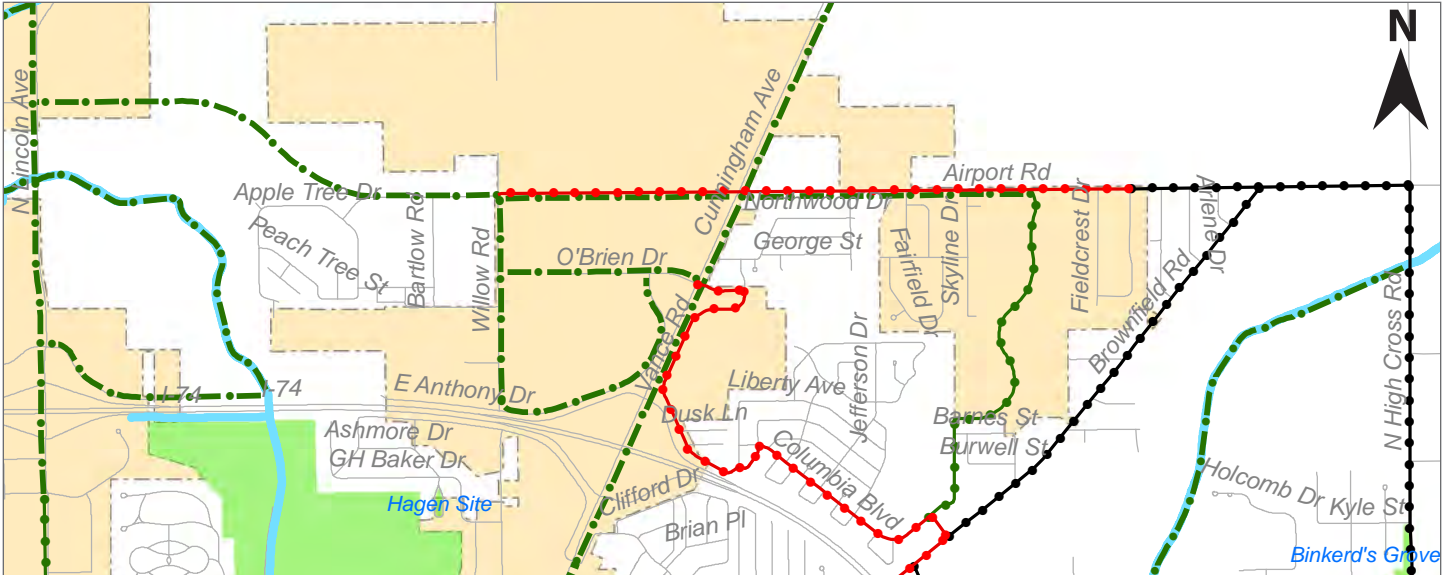 N
N Lincoln Ave
Cunningham Ave
Airport Rd
Apple Tree Dr
Northwood Dr
Arlene Dr
Peach Tree St
Bartlow Rd
Willow Rd
O'Brien Dr
George St
Fairfield Dr
Skyline Dr
Fieldcrest Dr
Brownfield Rd
N High Cross Rd
Vance Rd
I-74
I-74
E Anthony Dr
Liberty Ave
Jefferson Dr
Dusk Ln
Barnes St
Burwell St
Ashmore Dr
GH Baker Dr
Columbia Blvd
Hagen Site
Clifford Dr
Brian Pl
Holcomb Dr
Kyle St
Binkerd's Grove